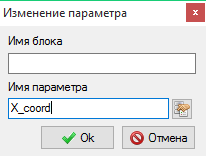 Изменение параметра
Имя блока
Имя параметра
X_coord
Ok
Отмена